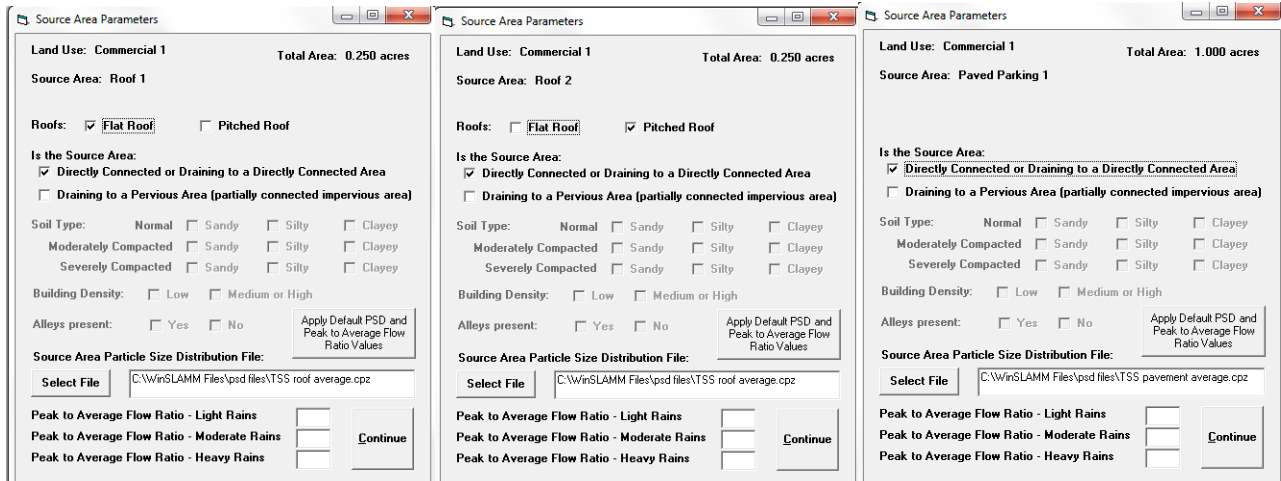 Source Area Parameters
Land Use: Commercial 1
Total Area: 0.250 acres
Source Area: Roof 1
Roofs: Flat Roof Pitched Roof
Is the Source Area:
Directly Connected or Draining to a Directly Connected Area
Draining to a Pervious Area (partially connected impervious area)
Soil Type: Normal Sandy Silty Clayey
Moderately Compacted Sandy Silty Clayey
Severely Compacted Sandy Silty Clayey
Building Density: Low Medium or High
Alleys present: Yes No
Apply Default PSD and
Peak to Average Flow
Ratio Values
Source Area Particle Size Distribution File:
Select File C:\WinSLAMM Files\psd files\TSS roof average.cpz
Peak to Average Flow Ratio - Light Rains
Peak to Average Flow Ratio - Moderate Rains
Peak to Average Flow Ratio - Heavy Rains
Continue
Source Area Parameters
Land Use: Commercial 1
Total Area: 0.250 acres
Source Area: Roof 2
Roofs: Flat Roof Pitched Roof
Is the Source Area:
Directly Connected or Draining to a Directly Connected Area
Draining to a Pervious Area (partially connected impervious area)
Soil Type: Normal Sandy Silty Clayey
Moderately Compacted Sandy Silty Clayey
Severely Compacted Sandy Silty Clayey
Building Density: Low Medium or High
Alleys present: Yes No
Apply Default PSD and
Peak to Average Flow
Ratio Values
Source Area Particle Size Distribution File:
Select File C:\WinSLAMM Files\psd files\TSS roof average.cpz
Peak to Average Flow Ratio - Light Rains
Peak to Average Flow Ratio - Moderate Rains
Peak to Average Flow Ratio - Heavy Rains
Continue
Source Area Parameters
Land Use: Commercial 1
Total Area: 1.000 acres
Source Area: Paved Parking 1
Is the Source Area:
Directly Connected or Draining to a Directly Connected Area
Draining to a Pervious Area (partially connected impervious area)
Soil Type: Normal Sandy Silty Clayey
Moderately Compacted Sandy Silty Clayey
Severely Compacted Sandy Silty Clayey
Building Density: Low Medium or High
Alleys present: Yes No
Apply Default PSD and
Peak to Average Flow
Ratio Values
Source Area Particle Size Distribution File:
Select File C:\WinSLAMM Files\psd files\TSS pavement average.cpz
Peak to Average Flow Ratio - Light Rains
Peak to Average Flow Ratio - Moderate Rains
Peak to Average Flow Ratio - Heavy Rains
Continue